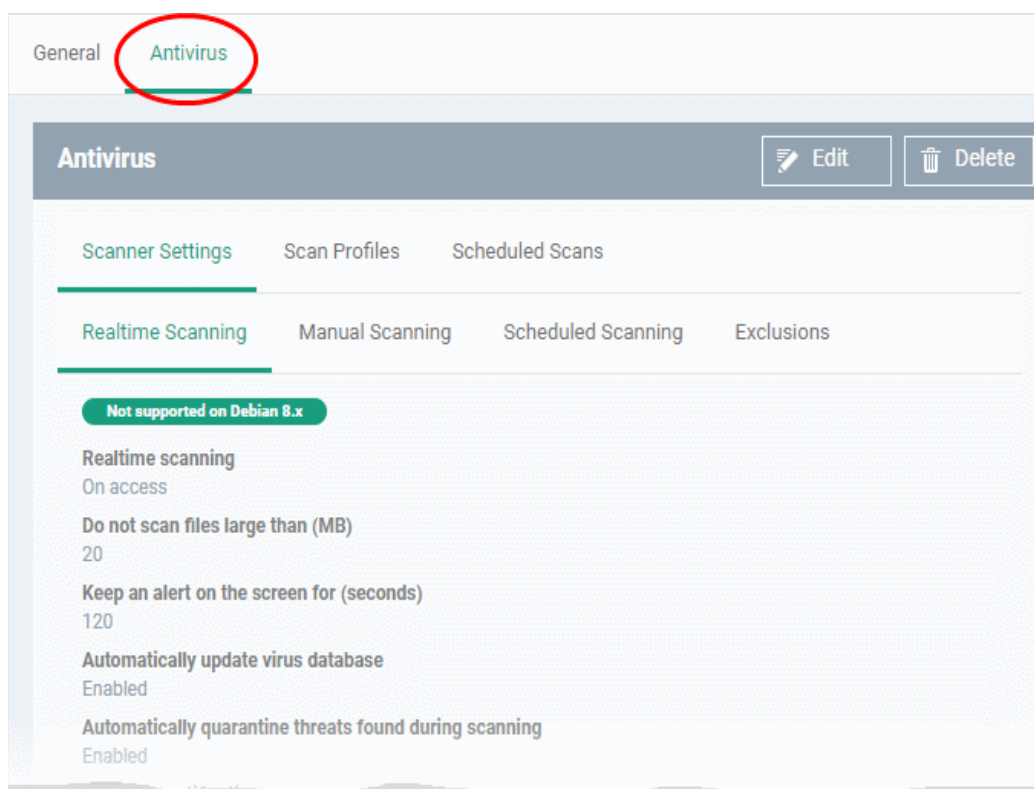 General Antivirus
Antivirus Edit Delete
Scanner Settings Scan Profiles Scheduled Scans
Realtime Scanning Manual Scanning Scheduled Scanning Exclusions
Not supported on Debian 8.x
Realtime scanning
On access
Do not scan files large than (MB)
20
Keep an alert on the screen for (seconds)
120
Automatically update virus database
Enabled
Automatically quarantine threats found during scanning
Enabled